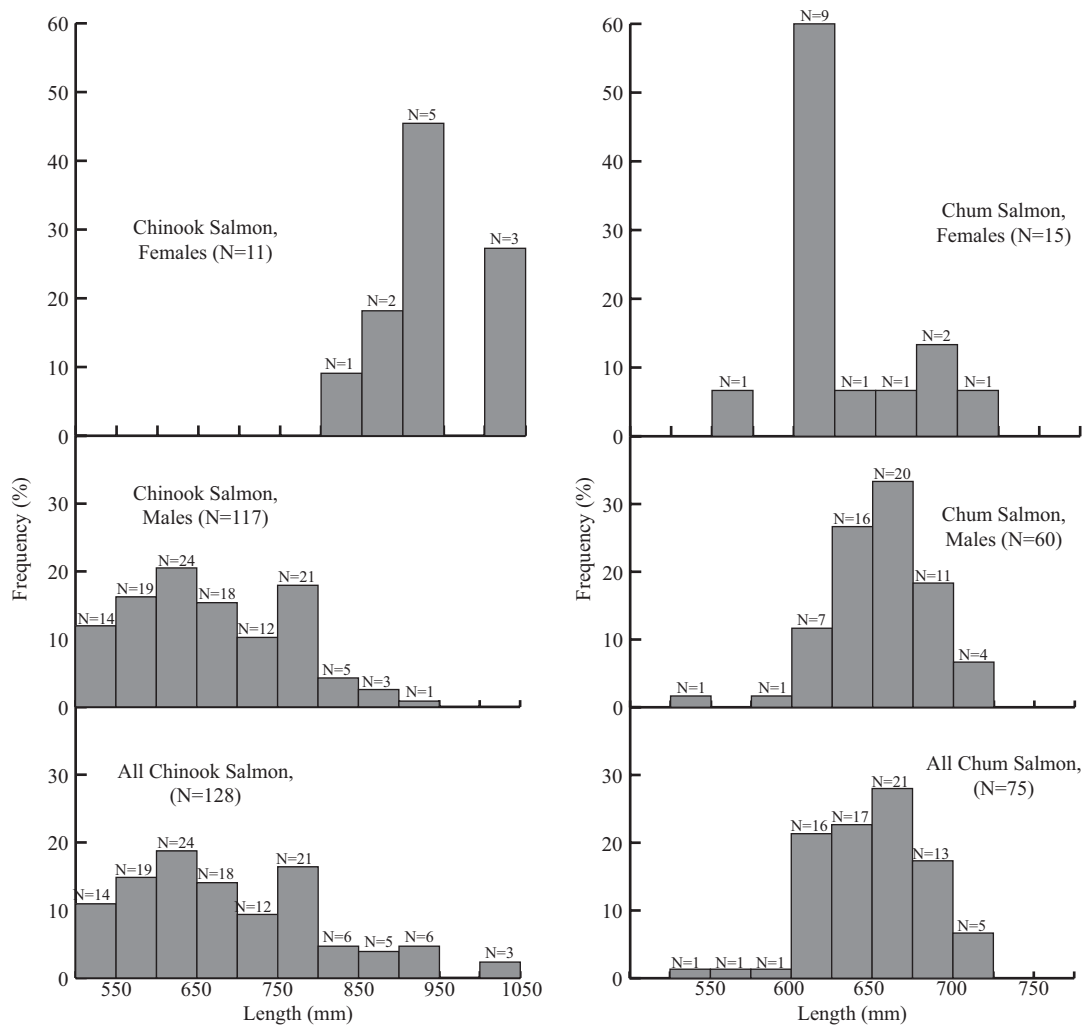 60
50
40
30
20
10
0
N=1
N=2
N=5
N=3
Chinook Salmon,
Females (N=11)
60
50
40
30
20
10
0
N=1
N=9
N=1
N=1
N=2
N=1
Chum Salmon,
Females (N=15)
Frequency (%)
30
20
10
0
N=14
N=19
N=24
N=18
N=12
N=21
N=5
N=3
N=1
Chinook Salmon,
Males (N=117)
Frequency (%)
30
20
10
0
N=1
N=1
N=7
N=16
N=20
N=11
N=4
Chum Salmon,
Males (N=60)
30
20
10
0
All Chinook Salmon,
(N=128)
N=14
N=19
N=24
N=18
N=12
N=21
N=6
N=5
N=6
N=3
550 650 750 850 950 1050
Length (mm)
30
20
10
0
All Chum Salmon,
(N=75)
N=1
N=1
N=1
N=16
N=17
N=21
N=13
N=5
550 600 650 700 750
Length (mm)